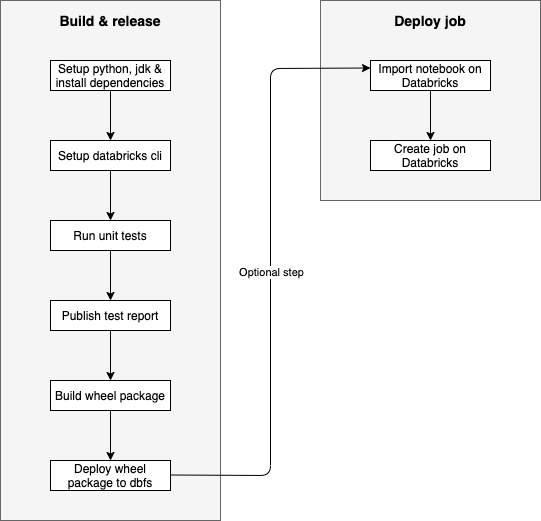 Build & release
Setup python, jdk &
install dependencies
Setup databricks cli
Run unit tests
Publish test report
Build wheel package
Deploy wheel
package to dbfs
Optional step
Deploy job
Import notebook on
Databricks
Create job on
Databricks